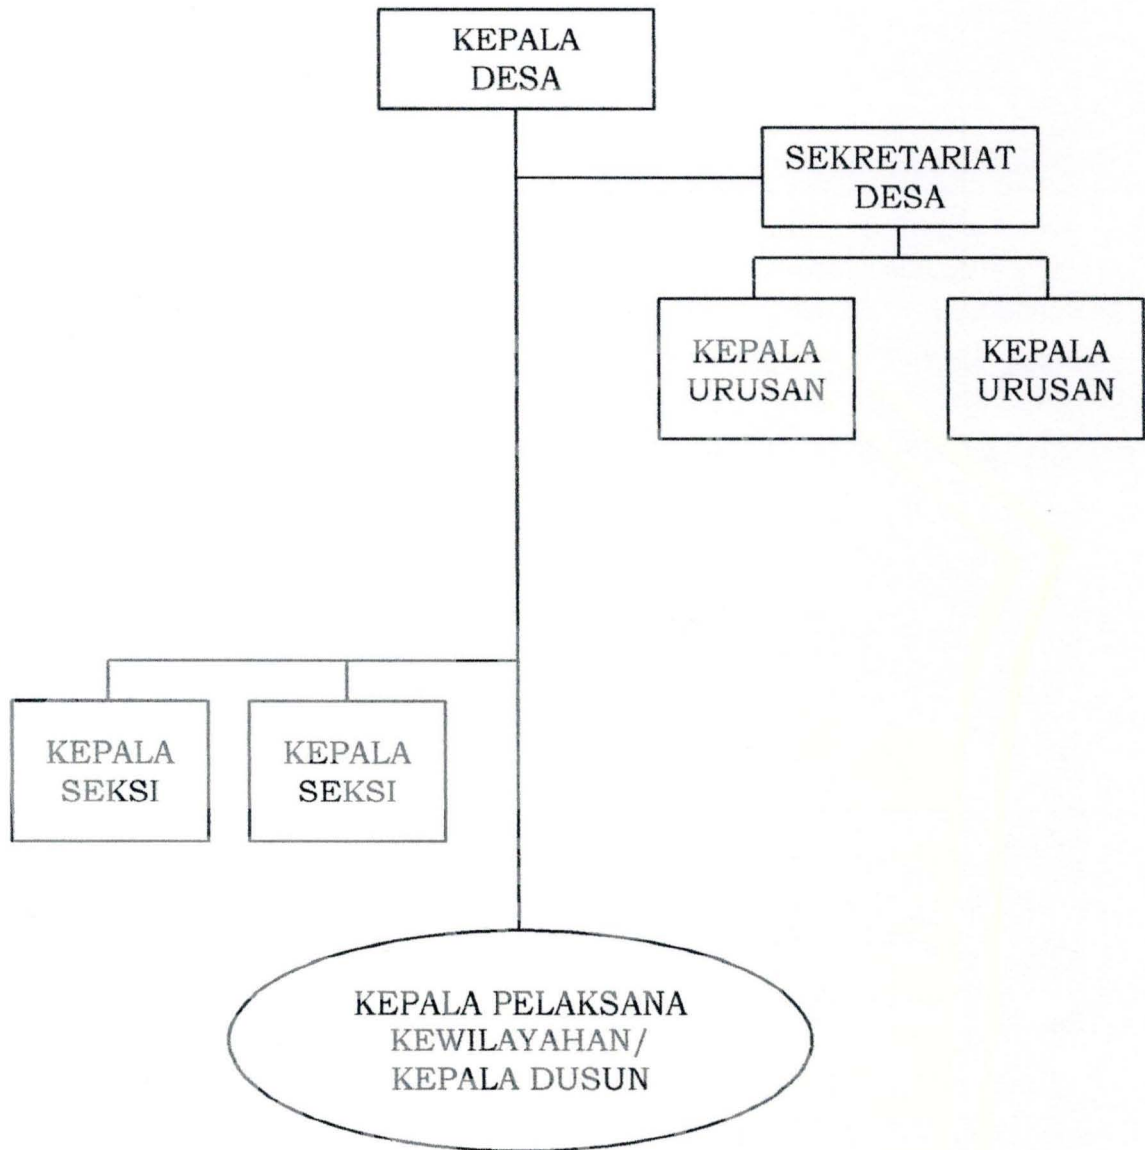 KEPALA
DESA
SEKRETARIAT
DESA
KEPALA
URUSAN
KEPALA
URUSAN
KEPALA
SEKSI
KEPALA
SEKSI
KEPALA PELAKSANA
KEWILAYAHAN/
KEPALA DUSUN